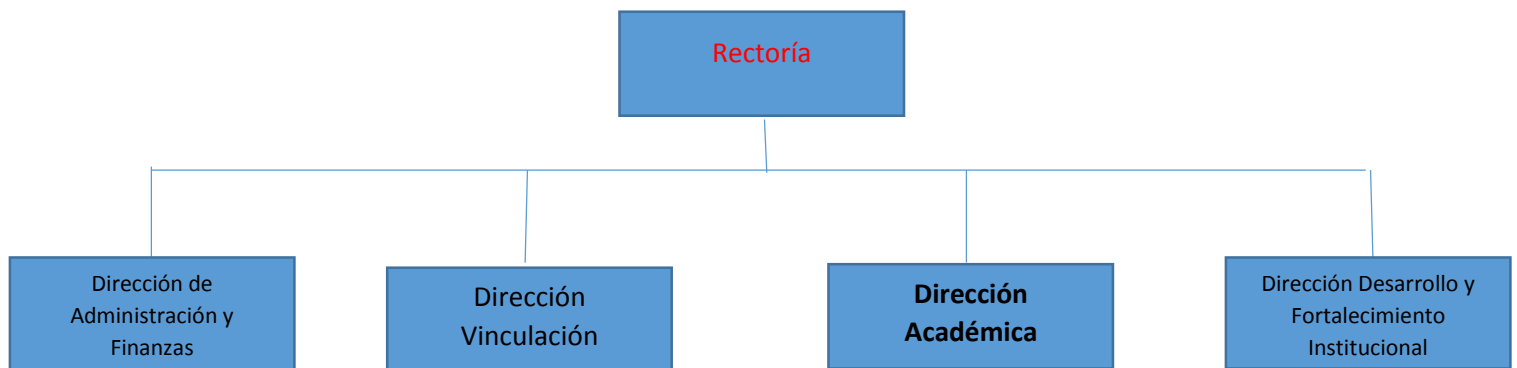 Rectoría
Dirección de
Administración y
Finanzas
Dirección
Vinculación
Dirección
Académica
Dirección Desarrollo y
Fortalecimiento
Institucional